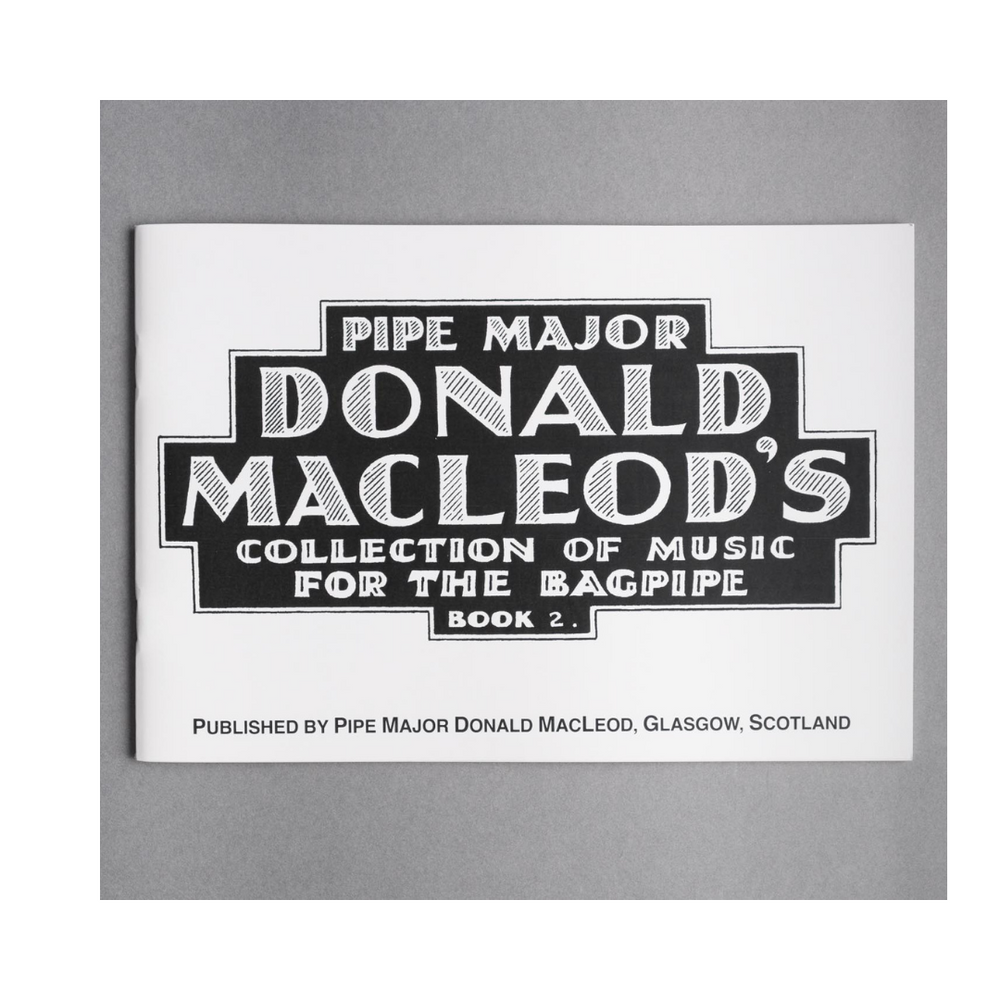 PIPE MAJOR
DONALD
MACLEOD'S
COLLECTION OF MUSIC
FOR THE BAGPIPE
BOOK 2.
PUBLISHED BY PIPE MAJOR DONALD MACLEOD, GLASGOW, SCOTLAND